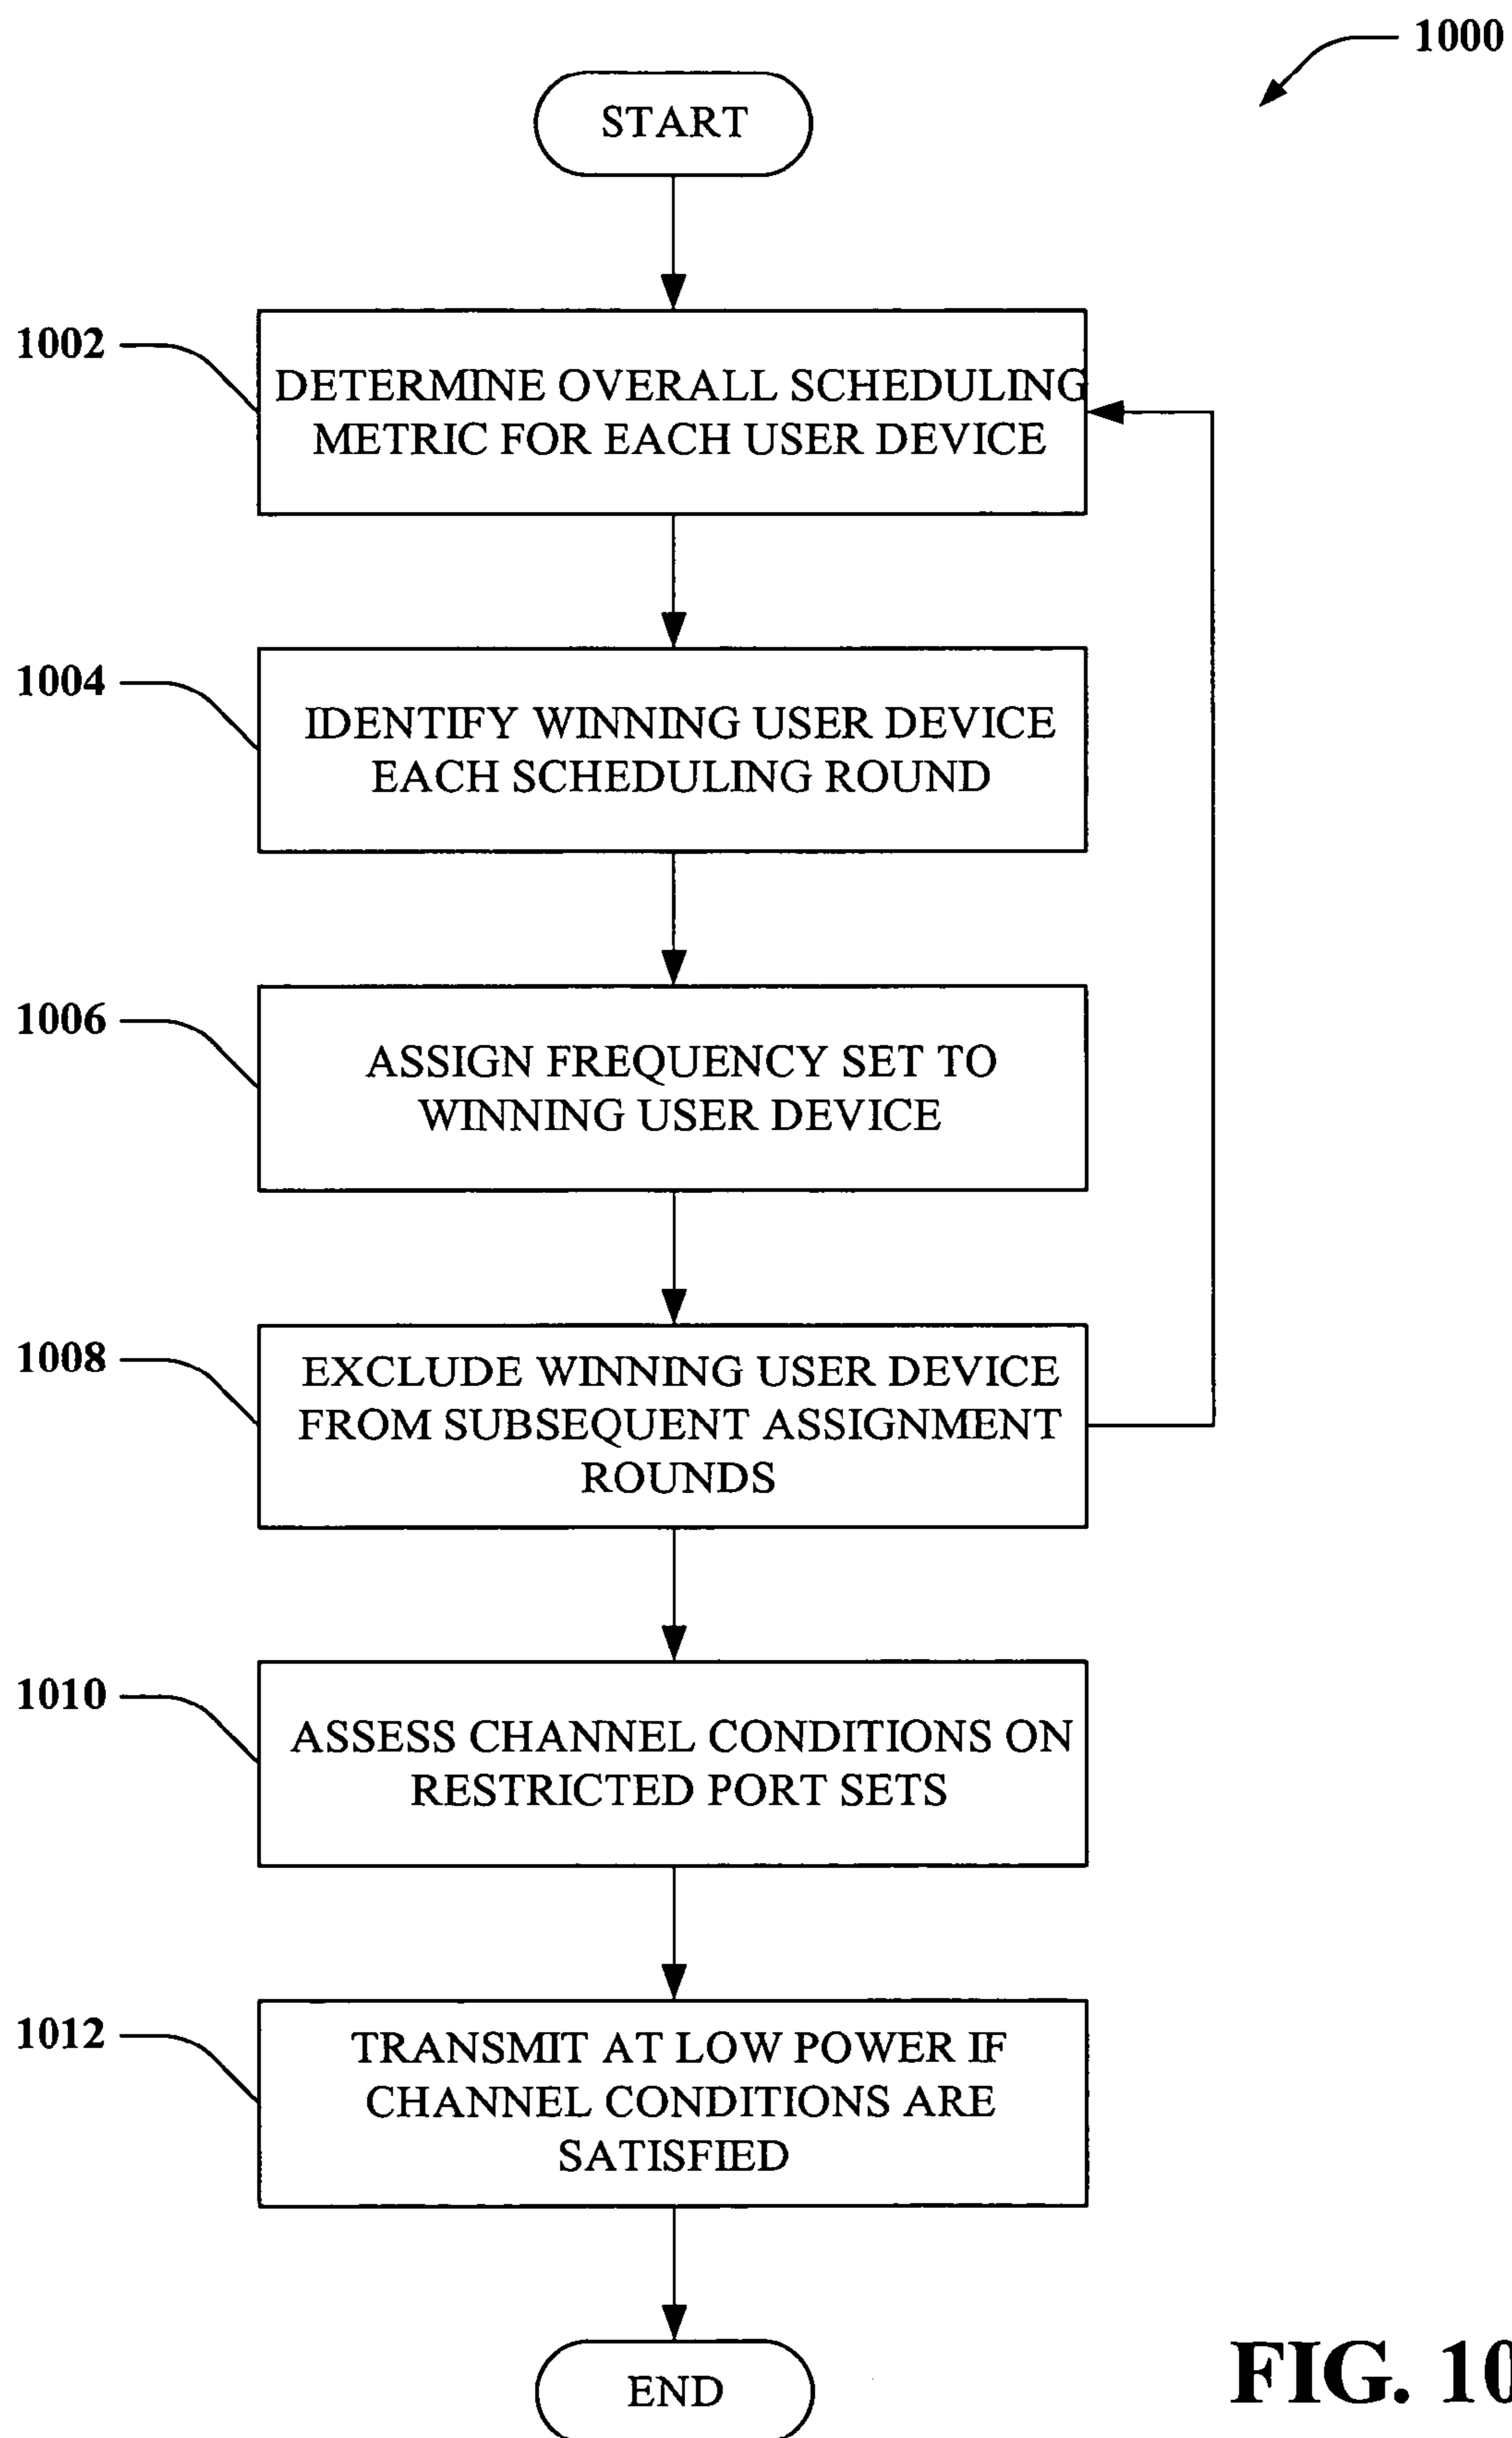 1000
START
1002
DETERMINE OVERALL SCHEDULING
METRIC FOR EACH USER DEVICE
1004
IDENTIFY WINNING USER DEVICE
EACH SCHEDULING ROUND
1006
ASSIGN FREQUENCY SET TO
WINNING USER DEVICE
1008
EXCLUDE WINNING USER DEVICE
FROM SUBSEQUENT ASSIGNMENT
ROUNDS
1010
ASSESS CHANNEL CONDITIONS ON
RESTRICTED PORT SETS
1012
TRANSMIT AT LOW POWER IF
CHANNEL CONDITIONS ARE
SATISFIED
END
FIG. 10